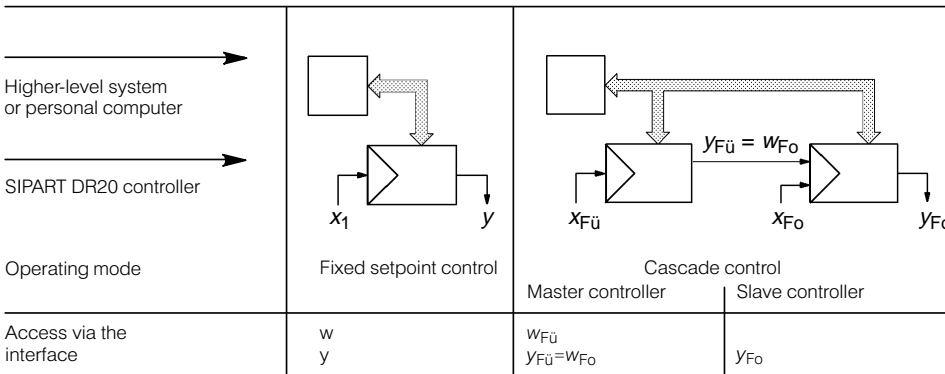 Higher-level system
or personal computer
SIPART DR20 controller
x1
y
yFü = wFo
xFü
xFo
yFo
Operating mode
Fixed setpoint control
Cascade control
Master controller
Slave controller
Access via the
interface
w
y
wFü
yFü=wFo
yFo